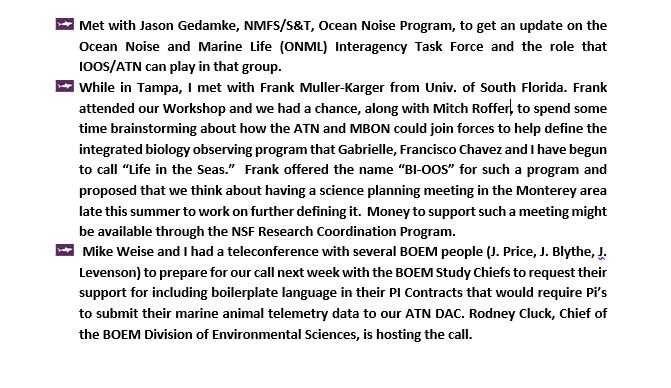 Met with Jason Gedamke, NMFS/S&T, Ocean Noise Program, to get an update on the
Ocean Noise and Marine Life (ONML) Interagency Task Force and the role that
IOOS/ATN can play in that group.
While in Tampa, I met with Frank Muller-Karger from Univ. of South Florida. Frank
attended our Workshop and we had a chance, along with Mitch Roffer, to spend some
time brainstorming about how the ATN and MBON could join forces to help define the
integrated biology observing program that Gabrielle, Francisco Chavez and I have begun
to call “Life in the Seas.” Frank offered the name “BI-OOS” for such a program and
proposed that we think about having a science planning meeting in the Monterey area
late this summer to work on further defining it. Money to support such a meeting might
be available through the NSF Research Coordination Program.
Mike Weise and I had a teleconference with several BOEM people (J. Price, J. Blythe, J.
Levenson) to prepare for our call next week with the BOEM Study Chiefs to request their
support for including boilerplate language in their PI Contracts that would require Pi’s
to submit their marine animal telemetry data to our ATN DAC. Rodney Cluck, Chief of
the BOEM Division of Environmental Sciences, is hosting the call.